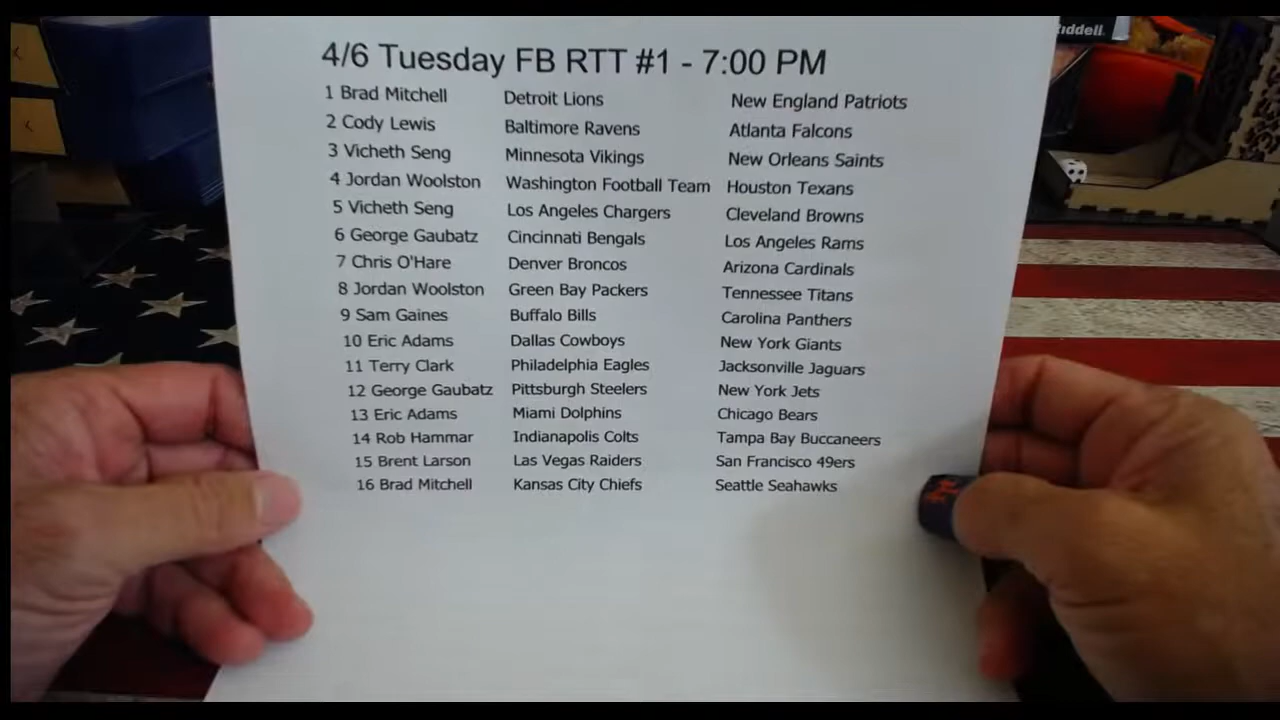 4/6 Tuesday FB RTT #1 - 7:00 PM
1 Brad Mitchell Detroit Lions New England Patriots
2 Cody Lewis Baltimore Ravens Atlanta Falcons
3 Vicheth Seng Minnesota Vikings New Orleans Saints
4 Jordan Woolston Washington Football Team Houston Texans
5 Vicheth Seng Los Angeles Chargers Cleveland Browns
6 George Gaubatz Cincinnati Bengals Los Angeles Rams
7 Chris O'Hare Denver Broncos Arizona Cardinals
8 Jordan Woolston Green Bay Packers Tennessee Titans
9 Sam Gaines Buffalo Bills Carolina Panthers
10 Eric Adams Dallas Cowboys New York Giants
11 Terry Clark Philadelphia Eagles Jacksonville Jaguars
12 George Gaubatz Pittsburgh Steelers New York Jets
13 Eric Adams Miami Dolphins Chicago Bears
14 Rob Hammar Indianapolis Colts Tampa Bay Buccaneers
15 Brent Larson Las Vegas Raiders San Francisco 49ers
16 Brad Mitchell Kansas City Chiefs Seattle Seahawks